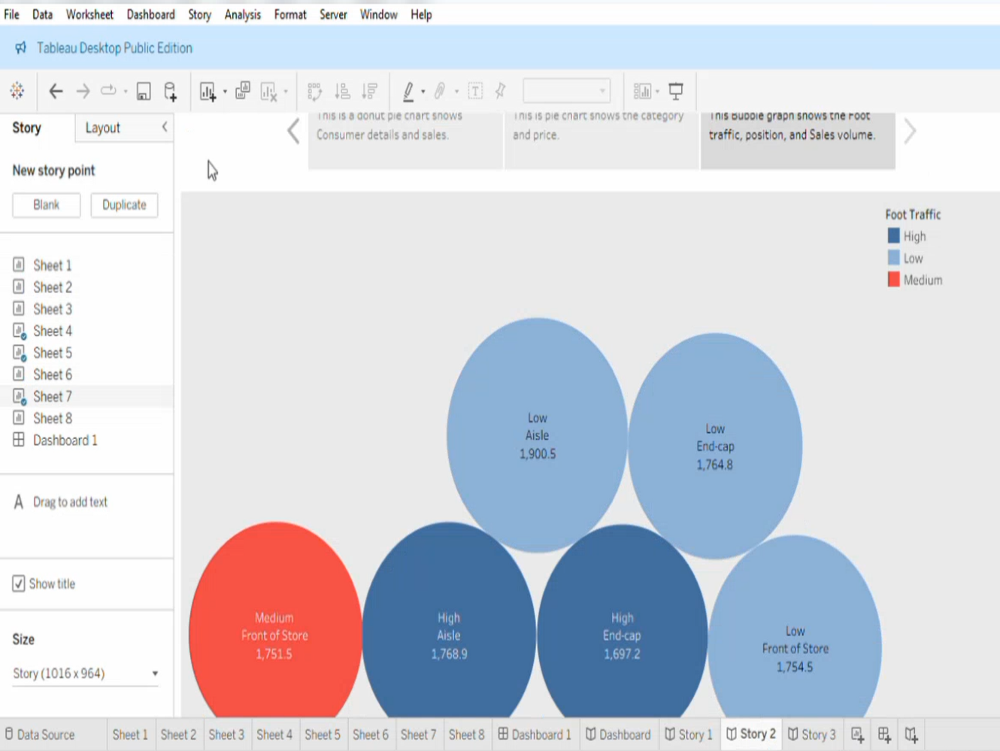 File Data Worksheet Dashboard Story Analysis Format Server Window Help
Tableau Desktop Public Edition
Story Layout
This is a donut pie chart shows
Consumer details and sales.
This is pie chart shows the category
and price.
This Bubble graph shows the Foot
traffic, position, and Sales volume.
New story point
Blank Duplicate
Sheet 1
Sheet 2
Sheet 3
Sheet 4
Sheet 5
Sheet 6
Sheet 7
Sheet 8
Dashboard 1
A Drag to add text
Show title
Size
Story (1016 x 964)
Foot Traffic
High
Low
Medium
Low
Aisle
1,900.5
Low
End-cap
1,764.8
Medium
Front of Store
1,751.5
High
Aisle
1,768.9
High
End-cap
1,697.2
Low
Front of Store
1,754.5
Data Source Sheet 1 Sheet 2 Sheet 3 Sheet 4 Sheet 5 Sheet 6 Sheet 7 Sheet 8 Dashboard 1 Dashboard Story 1 Story 2 Story 3